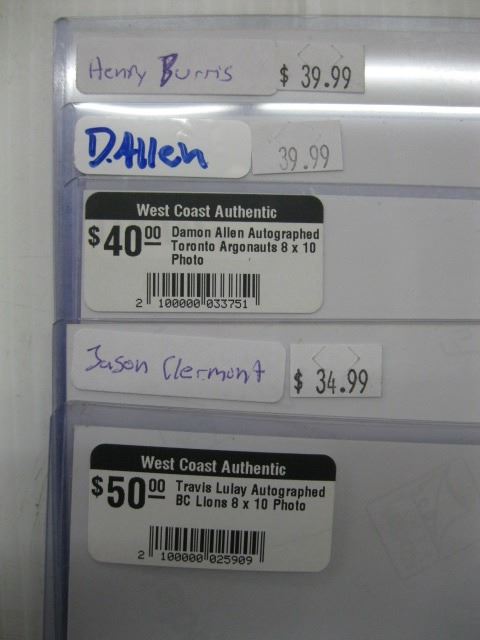 Henry Burris $ 39.99
D.Allen 39.99
West Coast Authentic
$40.00 Damon Allen Autographed
Toronto Argonauts 8 x 10
Photo
2 100000 033751
Jason Clermont $ 34.99
West Coast Authentic
$50.00 Travis Lulay Autographed
BC Lions 8 x 10 Photo
2 100000 025909